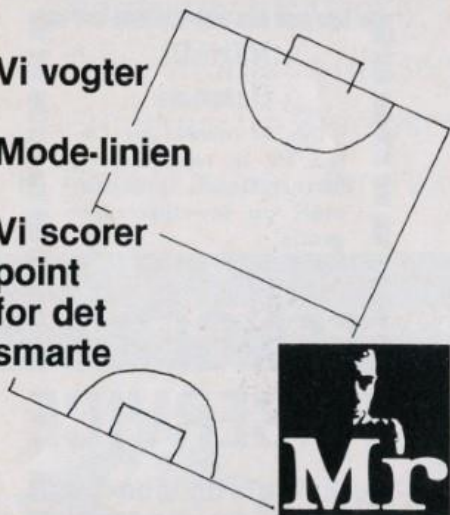 Vi vogter
Mode-linien
Vi scorer
point
for det
smarte
Mr